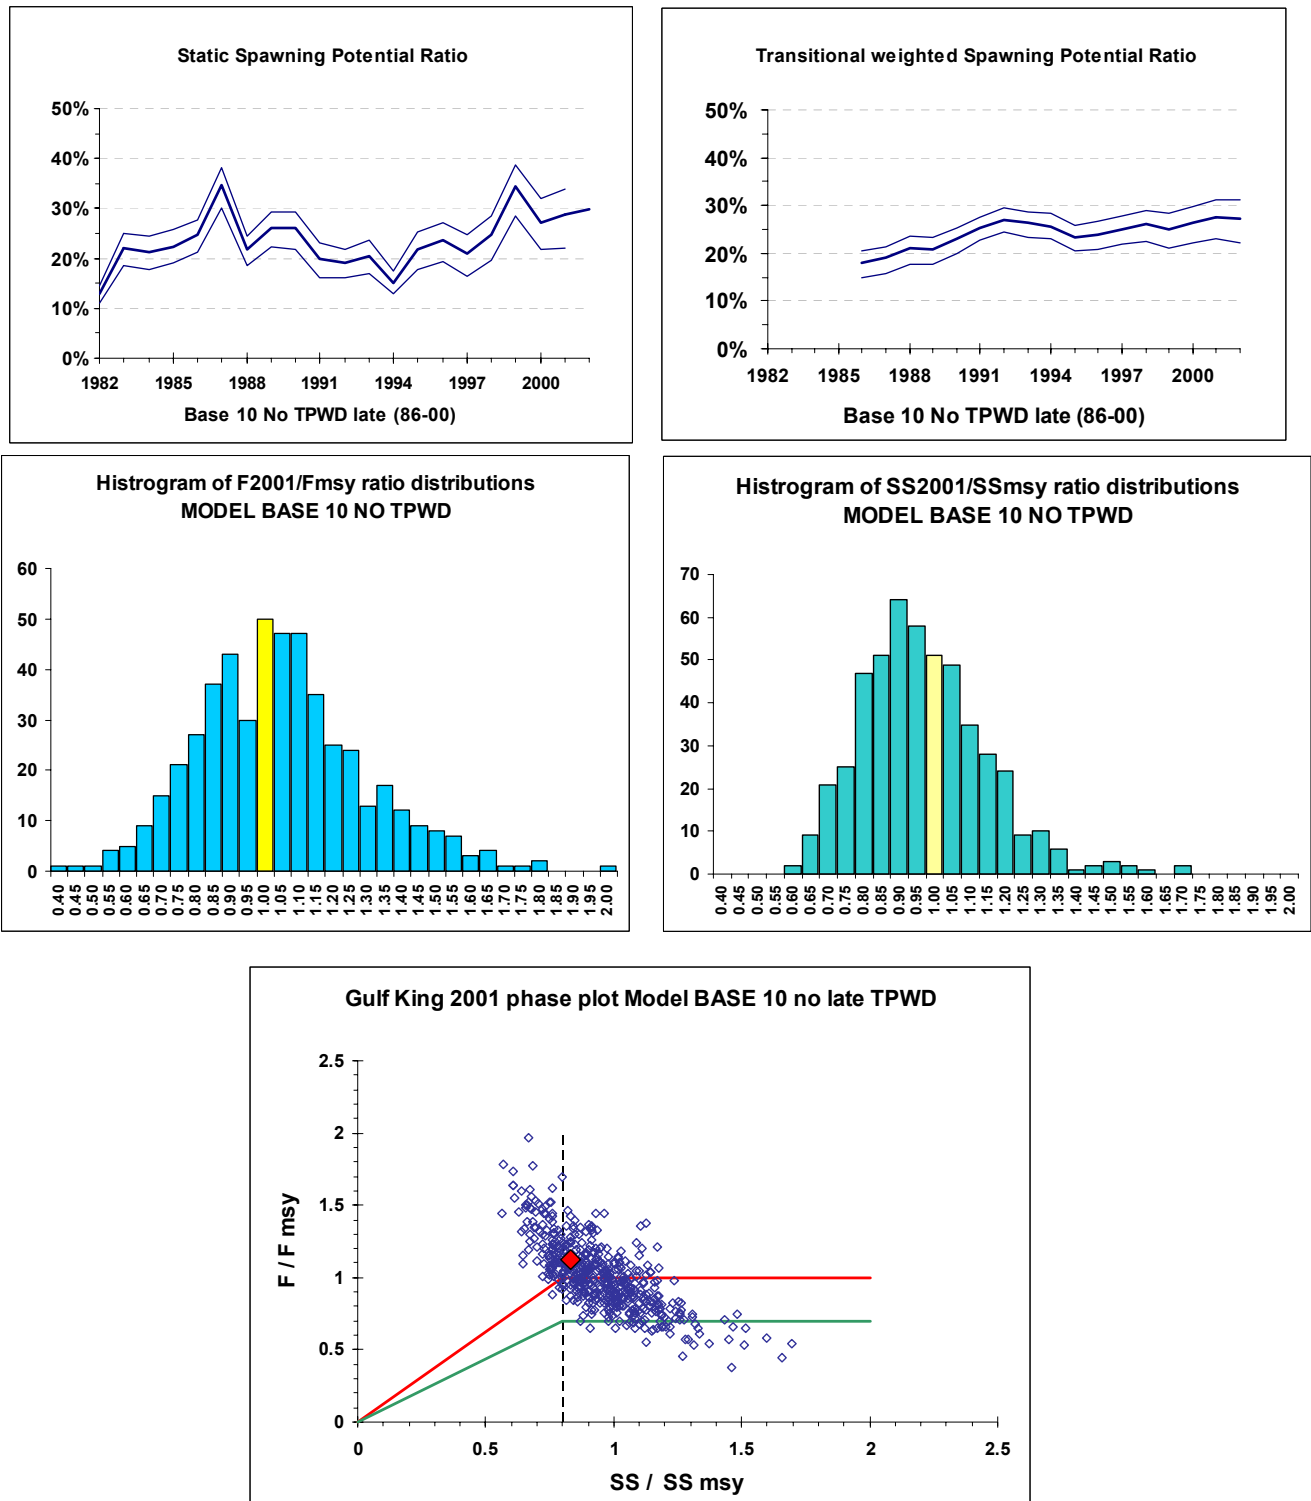 Static Spawning Potential Ratio
50%
40%
30%
20%
10%
0%
1982 1985 1988 1991 1994 1997 2000
Base 10 No TPWD late (86-00)
Transitional weighted Spawning Potential Ratio
50%
40%
30%
20%
10%
0%
1982 1985 1988 1991 1994 1997 2000
Base 10 No TPWD late (86-00)
Histrogram of F2001/Fmsy ratio distributions
MODEL BASE 10 NO TPWD
60
50
40
30
20
10
0
0.40 0.45 0.50 0.55 0.60 0.65 0.70 0.75 0.80 0.85 0.90 0.95 1.00 1.05 1.10 1.15 1.20 1.25 1.30 1.35 1.40 1.45 1.50 1.55 1.60 1.65 1.70 1.75 1.80 1.85 1.90 1.95 2.00
Histrogram of SS2001/SSmsy ratio distributions
MODEL BASE 10 NO TPWD
70
60
50
40
30
20
10
0
0.40 0.45 0.50 0.55 0.60 0.65 0.70 0.75 0.80 0.85 0.90 0.95 1.00 1.05 1.10 1.15 1.20 1.25 1.30 1.35 1.40 1.45 1.50 1.55 1.60 1.65 1.70 1.75 1.80 1.85 1.90 1.95 2.00
Gulf King 2001 phase plot Model BASE 10 no late TPWD
2.5
2
1.5
1
0.5
0
F / F msy
0 0.5 1 1.5 2 2.5
SS / SS msy